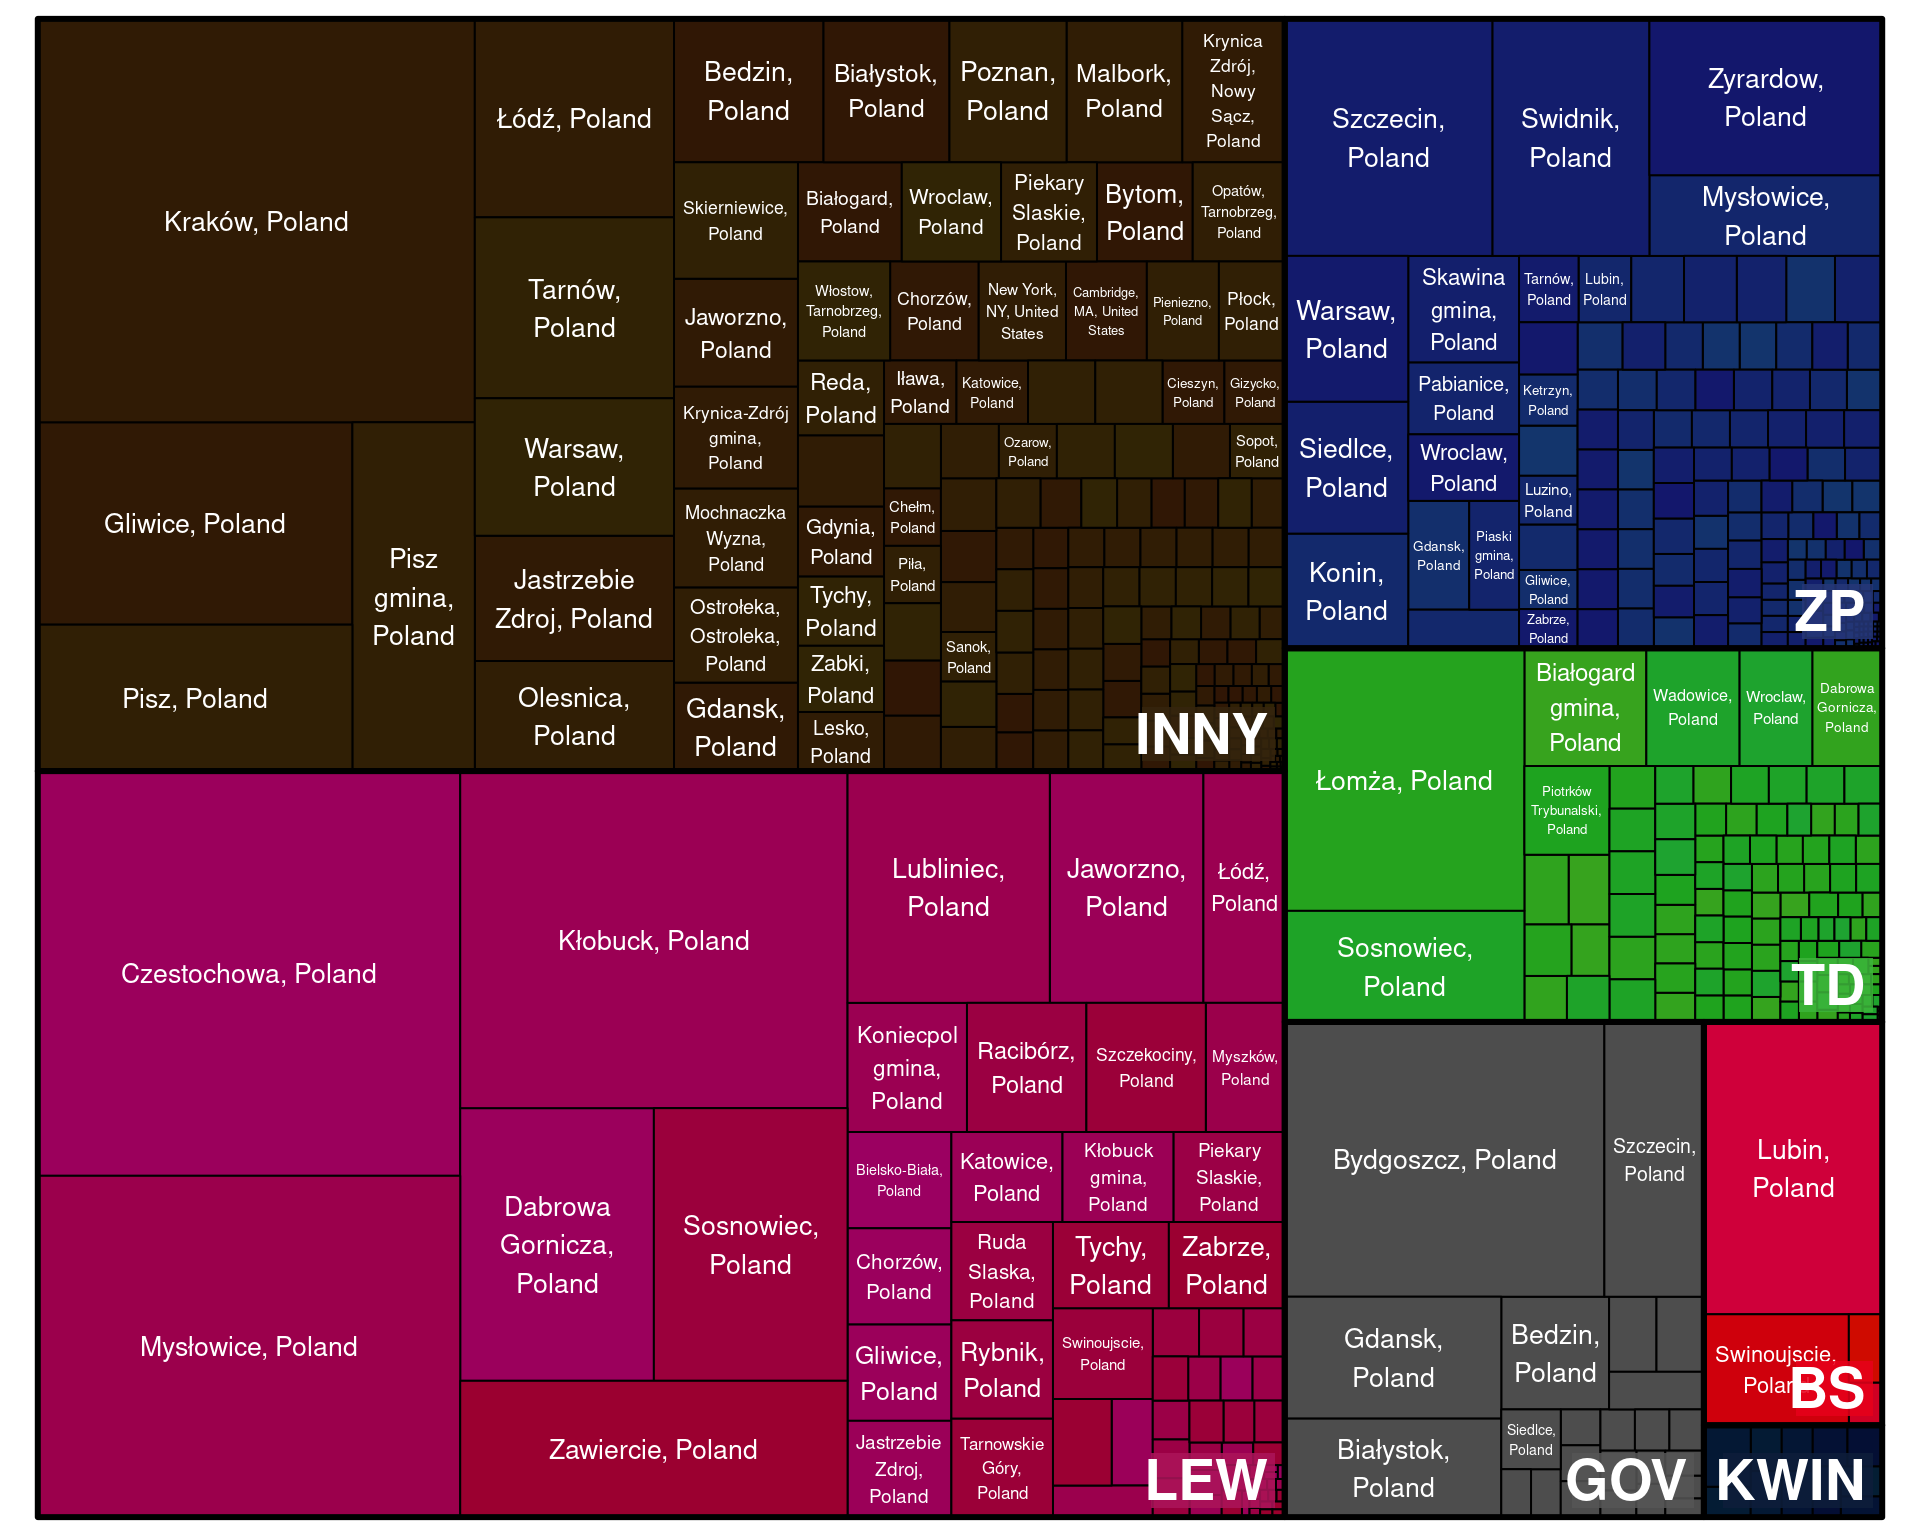 Kraków, Poland
Gliwice, Poland
Pisz, Poland
Pisz
gmina,
Poland
Łódź, Poland
Tarnów,
Poland
Warsaw,
Poland
Jastrzebie
Zdroj, Poland
Olesnica,
Poland
Bedzin,
Poland
Białystok,
Poland
Poznan,
Poland
Malbork,
Poland
Krynica
Zdrój,
Nowy
Sącz,
Poland
Skierniewice,
Poland
Jaworzno,
Poland
Krynica-Zdrój
gmina,
Poland
Mochnaczka
Wyzna,
Poland
Ostrołeka,
Ostroleka,
Poland
Gdansk,
Poland
Białogard,
Poland
Wroclaw,
Poland
Piekary
Slaskie,
Poland
Bytom,
Poland
Opatów,
Tarnobrzeg,
Poland
Włostow,
Tarnobrzeg,
Poland
Chorzów,
Poland
New York,
NY, United
States
Cambridge,
MA, United
States
Pieniezno,
Poland
Płock,
Poland
Reda,
Poland
Iława,
Poland
Katowice,
Poland
Cieszyn,
Poland
Gizycko,
Poland
Ozarow,
Poland
Sopot,
Poland
Gdynia,
Poland
Chełm,
Poland
Piła,
Poland
Tychy,
Poland
Zabki,
Poland
Lesko,
Poland
Sanok,
Poland
INNY
Szczecin,
Poland
Swidnik,
Poland
Zyrardow,
Poland
Mysłowice,
Poland
Warsaw,
Poland
Siedlce,
Poland
Konin,
Poland
Skawina
gmina,
Poland
Pabianice,
Poland
Wroclaw,
Poland
Gdansk,
Poland
Piaski
gmina,
Poland
Tarnów,
Poland
Lubin,
Poland
Ketrzyn,
Poland
Luzino,
Poland
Gliwice,
Poland
Zabrze,
Poland
ZP
Łomża, Poland
Sosnowiec,
Poland
Białogard
gmina,
Poland
Wadowice,
Poland
Wroclaw,
Poland
Dabrowa
Gornicza,
Poland
Piotrków
Trybunalski,
Poland
TD
Czestochowa, Poland
Mysłowice, Poland
Kłobuck, Poland
Dabrowa
Gornicza,
Poland
Sosnowiec,
Poland
Zawiercie, Poland
Lubliniec,
Poland
Jaworzno,
Poland
Łódź,
Poland
Koniecpol
gmina,
Poland
Racibórz,
Poland
Szczekociny,
Poland
Myszków,
Poland
Bielsko-Biała,
Poland
Katowice,
Poland
Kłobuck
gmina,
Poland
Piekary
Slaskie,
Poland
Chorzów,
Poland
Gliwice,
Poland
Jastrzebie
Zdroj,
Poland
Ruda
Slaska,
Poland
Rybnik,
Poland
Tarnowskie
Góry,
Poland
Tychy,
Poland
Zabrze,
Poland
Swinoujscie,
Poland
LEW
Bydgoszcz, Poland
Szczecin,
Poland
Gdansk,
Poland
Białystok,
Poland
Bedzin,
Poland
Siedlce,
Poland
GOV
Lubin,
Poland
Swinoujscie,
Poland
BS
KWIN